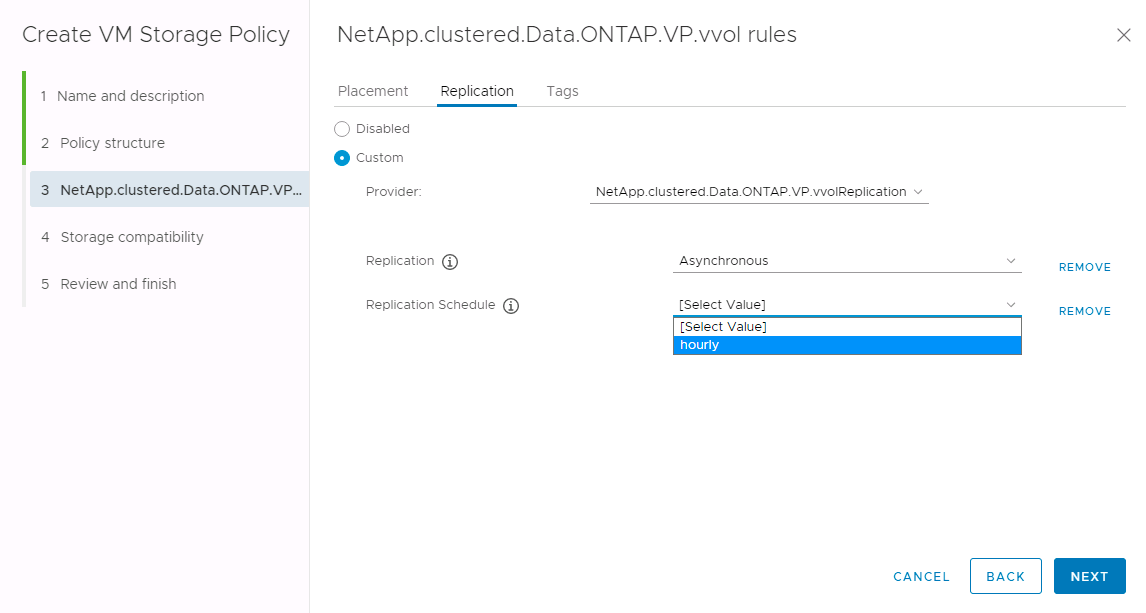 Create VM Storage Policy
1 Name and description
2 Policy structure
3 NetApp.clustered.Data.ONTAP.VP...
4 Storage compatibility
5 Review and finish
NetApp.clustered.Data.ONTAP.VP.vvol rules
Placement Replication Tags
Disabled
Custom
Provider: NetApp.clustered.Data.ONTAP.VP.vvolReplication
Replication Asynchronous REMOVE
Replication Schedule [Select Value] REMOVE
[Select Value]
hourly
CANCEL BACK NEXT